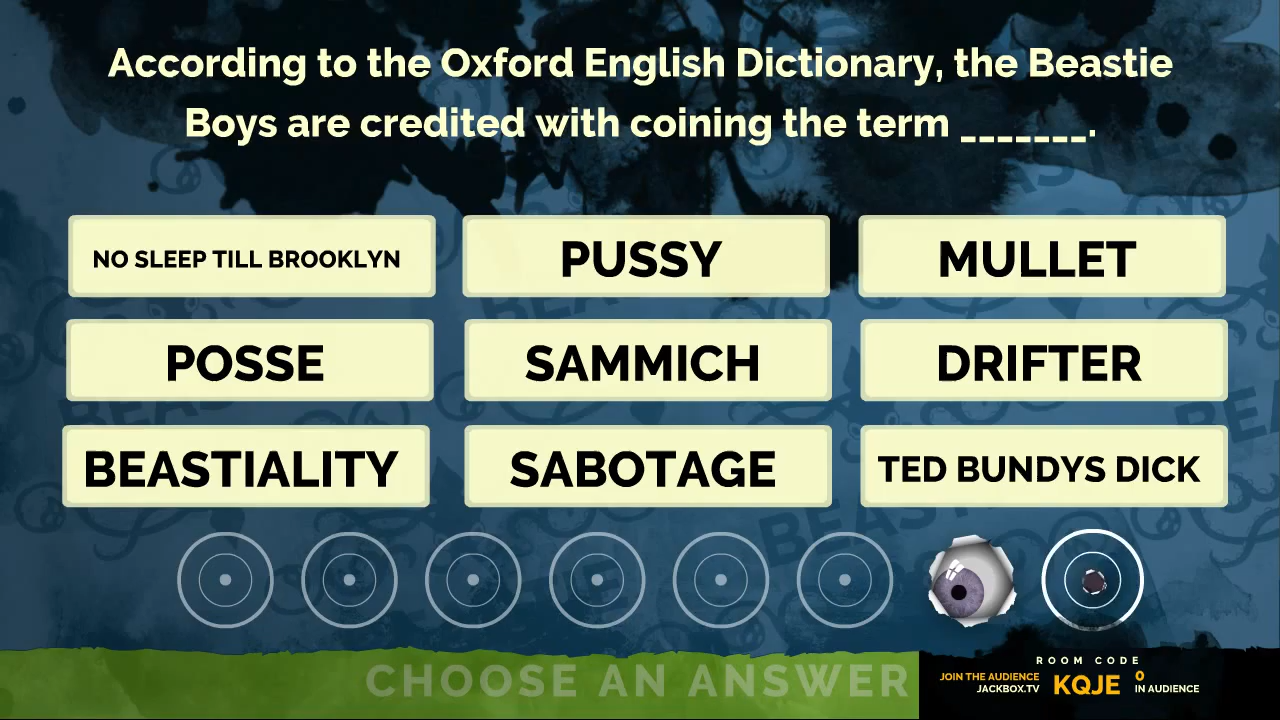 According to the Oxford English Dictionary, the Beastie
Boys are credited with coining the term _______.
NO SLEEP TILL BROOKLYN
PUSSY
MULLET
POSSE
SAMMICH
DRIFTER
BEASTIALITY
SABOTAGE
TED BUNDYS DICK
CHOOSE AN ANSWER
ROOM CODE
JOIN THE AUDIENCE
JACKBOX.TV
KQJE
0
IN AUDIENCE